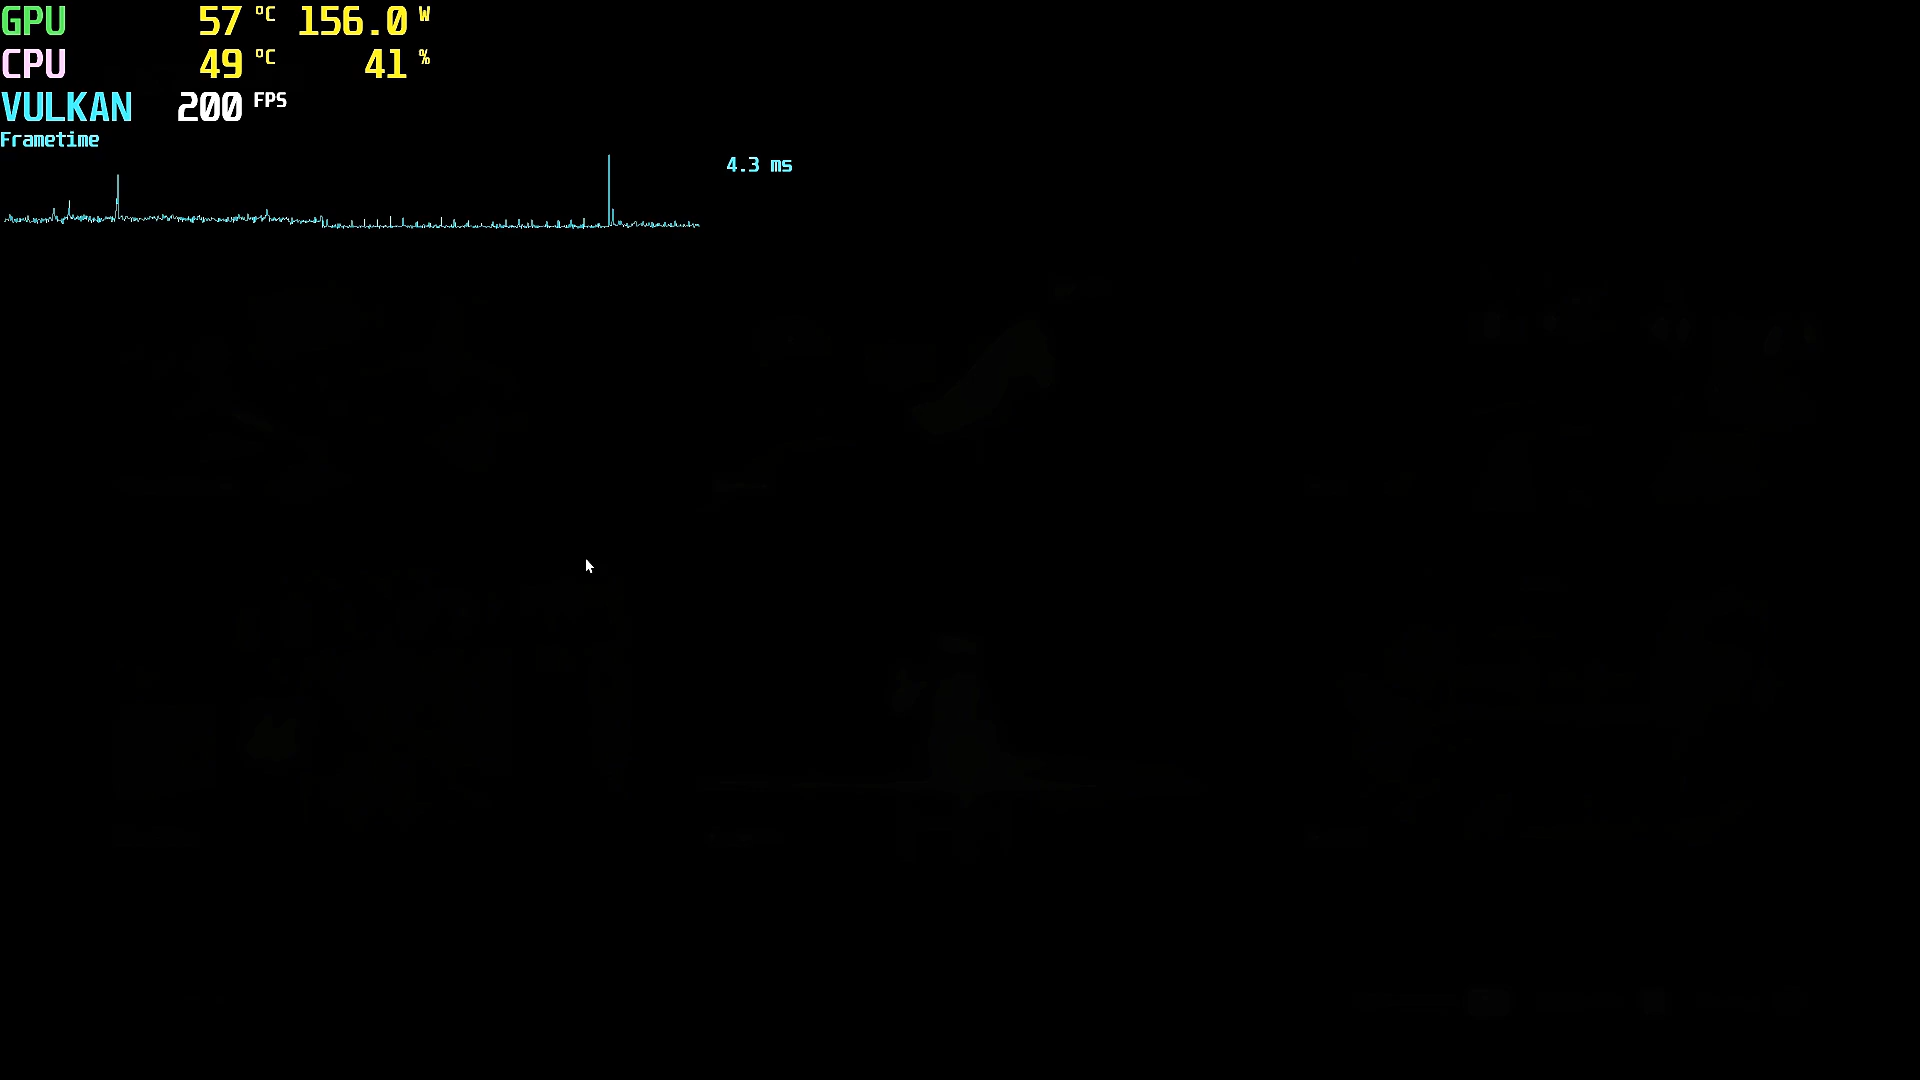 GPU 57 °C 156.0 W
CPU 49 °C 41 %
VULKAN 200 FPS
Frametime
4.3 ms